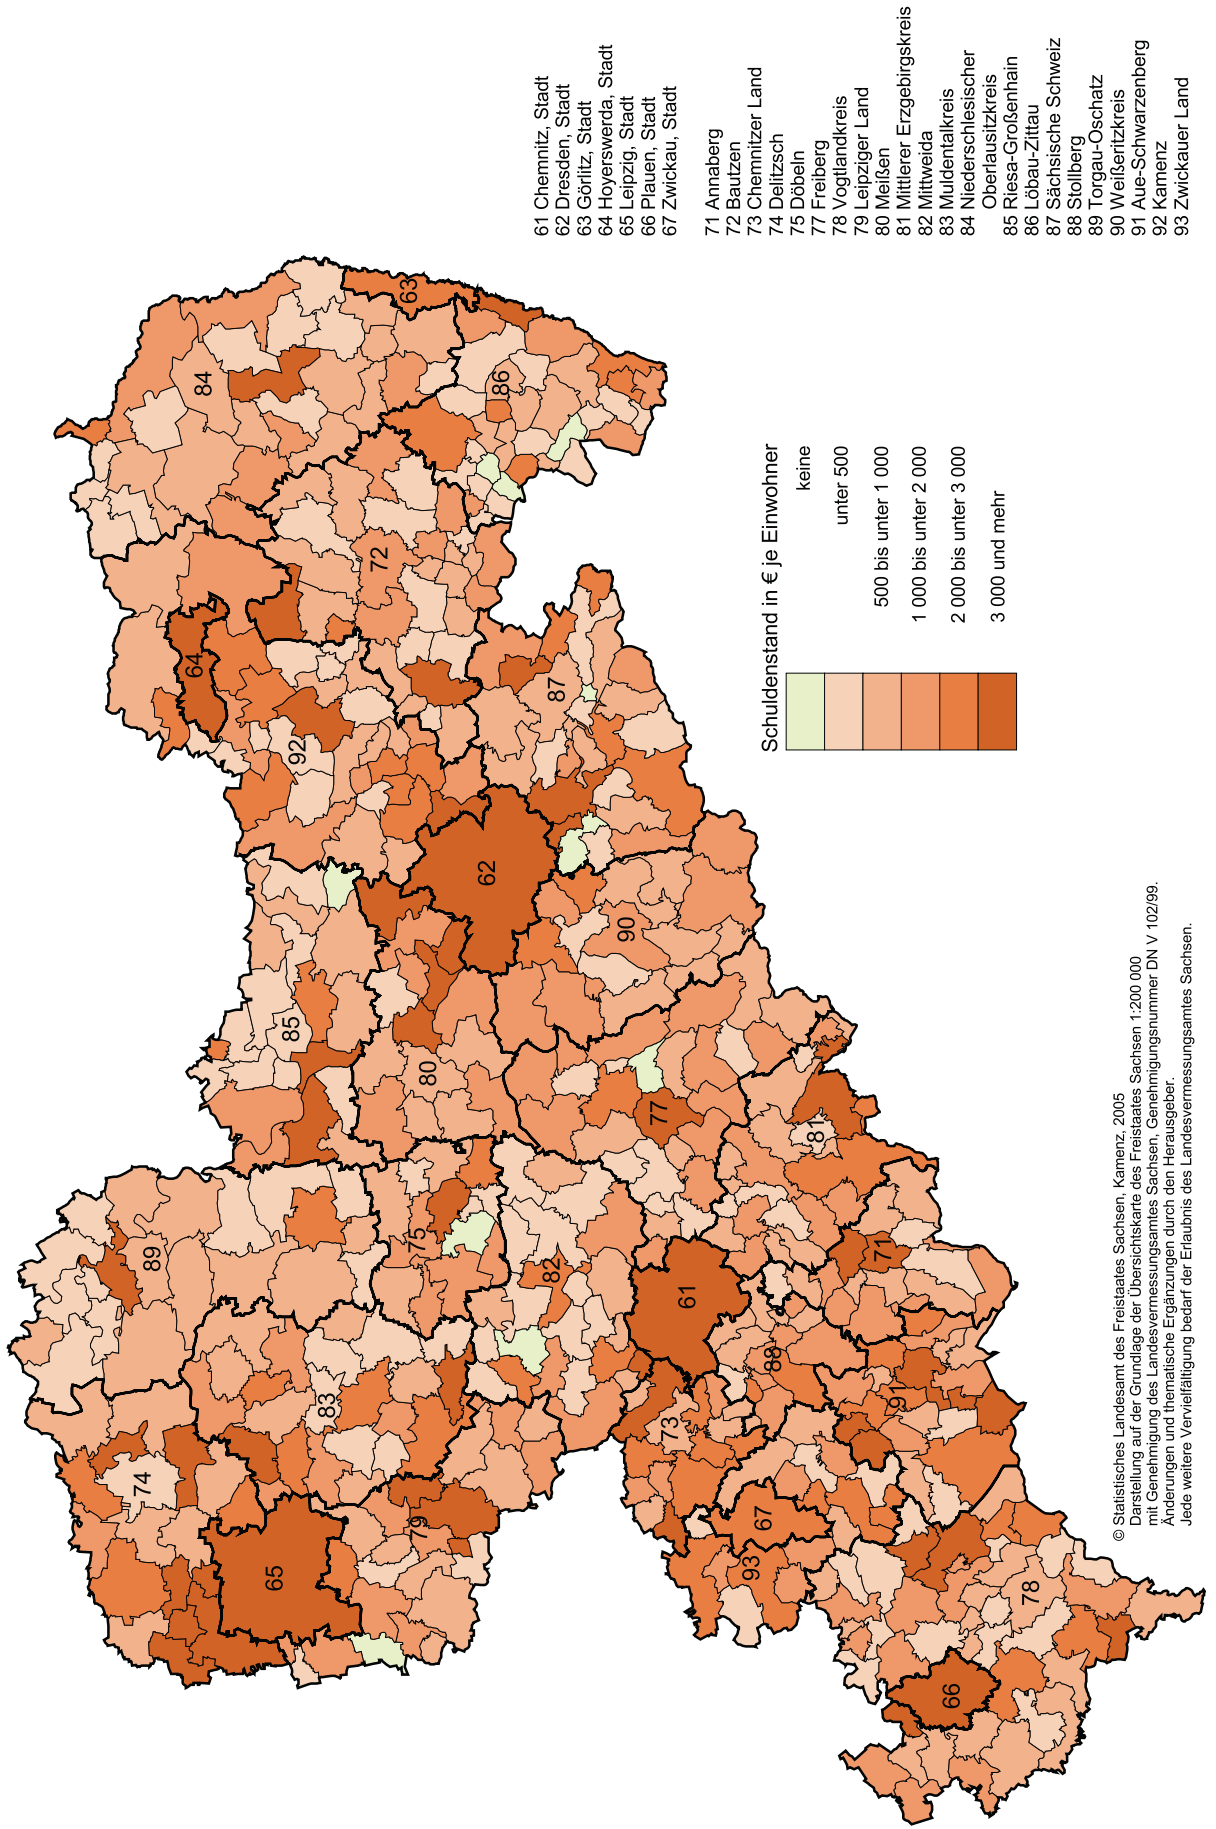 61 Chemnitz, Stadt
62 Dresden, Stadt
63 Görlitz, Stadt
64 Hoyerswerda, Stadt
65 Leipzig, Stadt
66 Plauen, Stadt
67 Zwickau, Stadt
71 Annaberg
72 Bautzen
73 Chemnitzer Land
74 Delitzsch
75 Döbeln
77 Freiberg
78 Vogtlandkreis
79 Leipziger Land
80 Meißen
81 Mittlerer Erzgebirgskreis
82 Mittweida
83 Muldentalkreis
84 Niederschlesischer
Oberlausitzkreis
85 Riesa-Großenhain
86 Löbau-Zittau
87 Sächsische Schweiz
88 Stollberg
89 Torgau-Oschatz
90 Weißeritzkreis
91 Aue-Schwarzenberg
92 Kamenz
93 Zwickauer Land
Schuldenstand in € je Einwohner
keine
unter 500
500 bis unter 1 000
1 000 bis unter 2 000
2 000 bis unter 3 000
3 000 und mehr
© Statistisches Landesamt des Freistaates Sachsen, Kamenz, 2005
Darstellung auf der Grundlage der Übersichtskarte des Freistaates Sachsen 1:200 000
mit Genehmigung des Landesvermessungsamtes Sachsen, Genehmigungsnummer DN V 102/99.
Änderungen und thematische Ergänzungen durch den Herausgeber.
Jede weitere Vervielfältigung bedarf der Erlaubnis des Landesvermessungsamtes Sachsen.
65
74
89
79
83
75
82
85
80
77
61
73
67
93
88
66
78
91
71
81
90
62
92
64
87
72
84
86
63